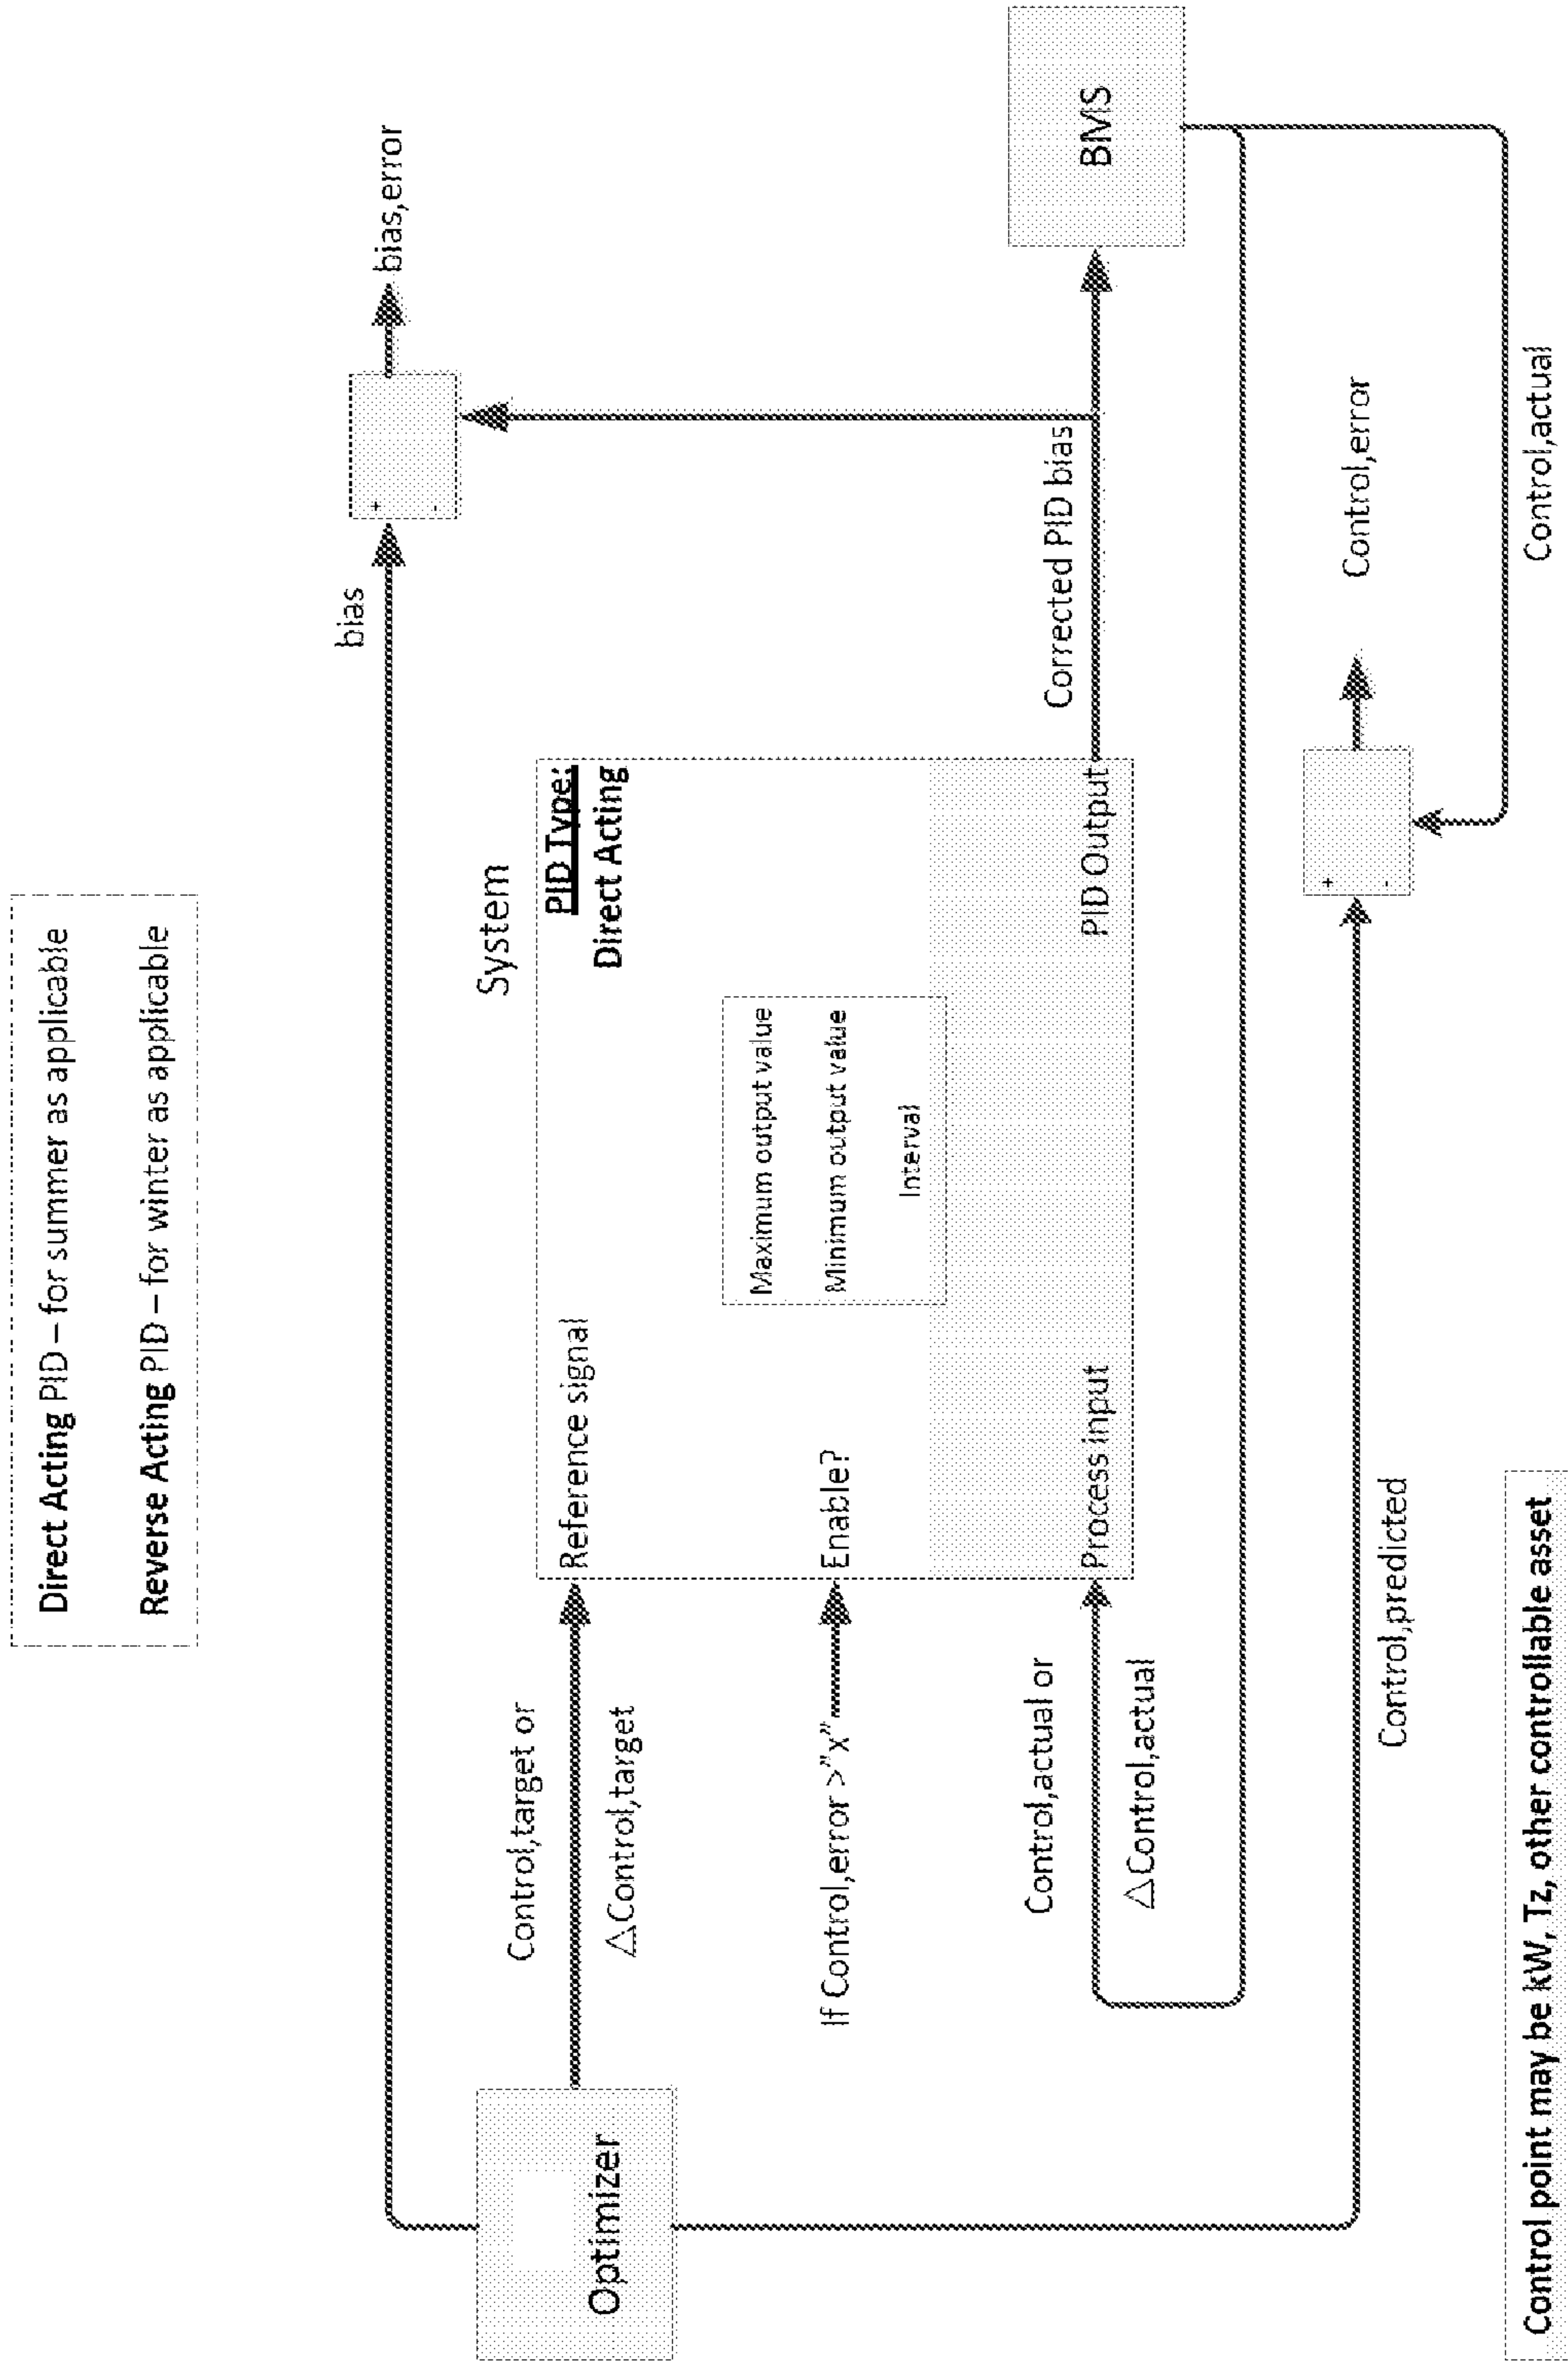 Direct Acting PID – for summer as applicable
Reverse Acting PID – for winter as applicable
bias
+
-
bias,error
System
Optimizer
Control,target or
△Control,target
Reference signal
PID Type:
Direct Acting
If Control,error >”x”
Enable?
Maximum output value
Minimum output value
Interval
Control,actual or
△Control,actual
Process input
PID Output
Corrected PID bias
BMS
Control,predicted
+
-
Control,error
Control,actual
Control point may be kW, Tz, other controllable asset